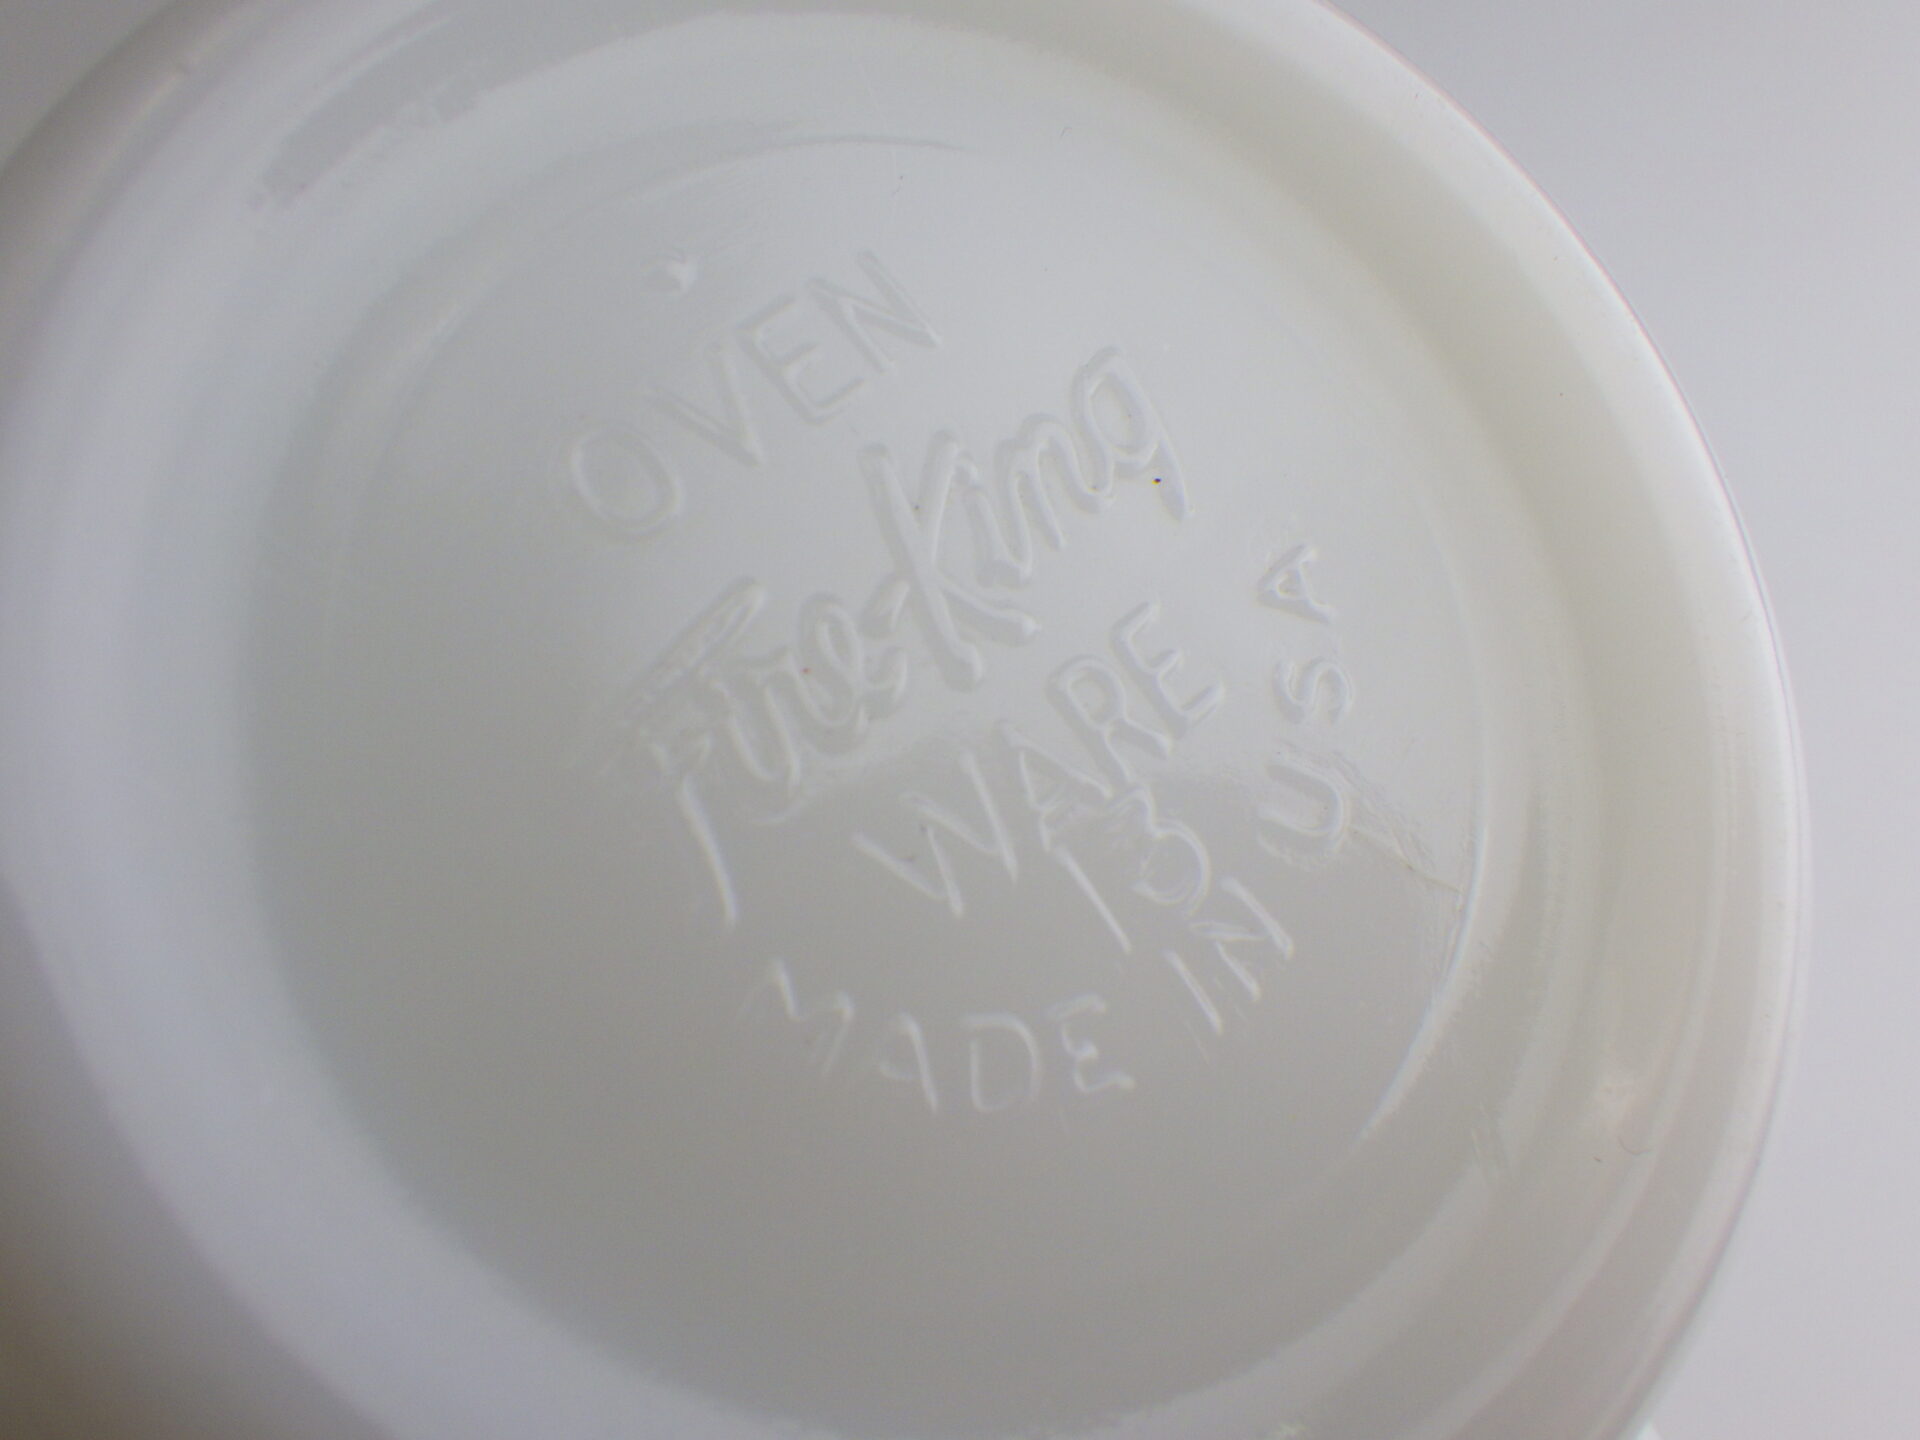 OVEN
Fire-King
WARE
13
MADE IN U S A